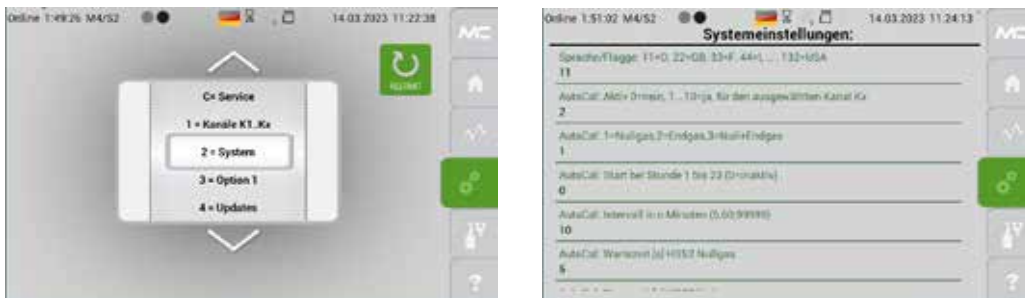 Online 1:49:26 M4/S2 14.03.2023 11:22:38
MC
RESTART
C= Service
1 = Kanäle K1..Kx
2 = System
3 = Option 1
4 = Updates
?
Online 1:51:02 M4/S2 14.03.2023 11:24:13
MC
Systemeinstellungen:
Sprache/Flagge: 11=D, 22=GB, 33=F, 44=I, ... 132=USA
11
AutoCal: Aktiv 0=nein, 1...10=ja, für den ausgewählten Kanal Kx
2
AutoCal: 1=Nullgas,2=Endgas,3=Null+Endgas
1
AutoCal: Start bei Stunde 1 bis 23 (0=inaktiv)
0
AutoCal: Intervall in n Minuten (0,60,99999)
10
AutoCal: Wartezeit [s] Nullgas
5
?